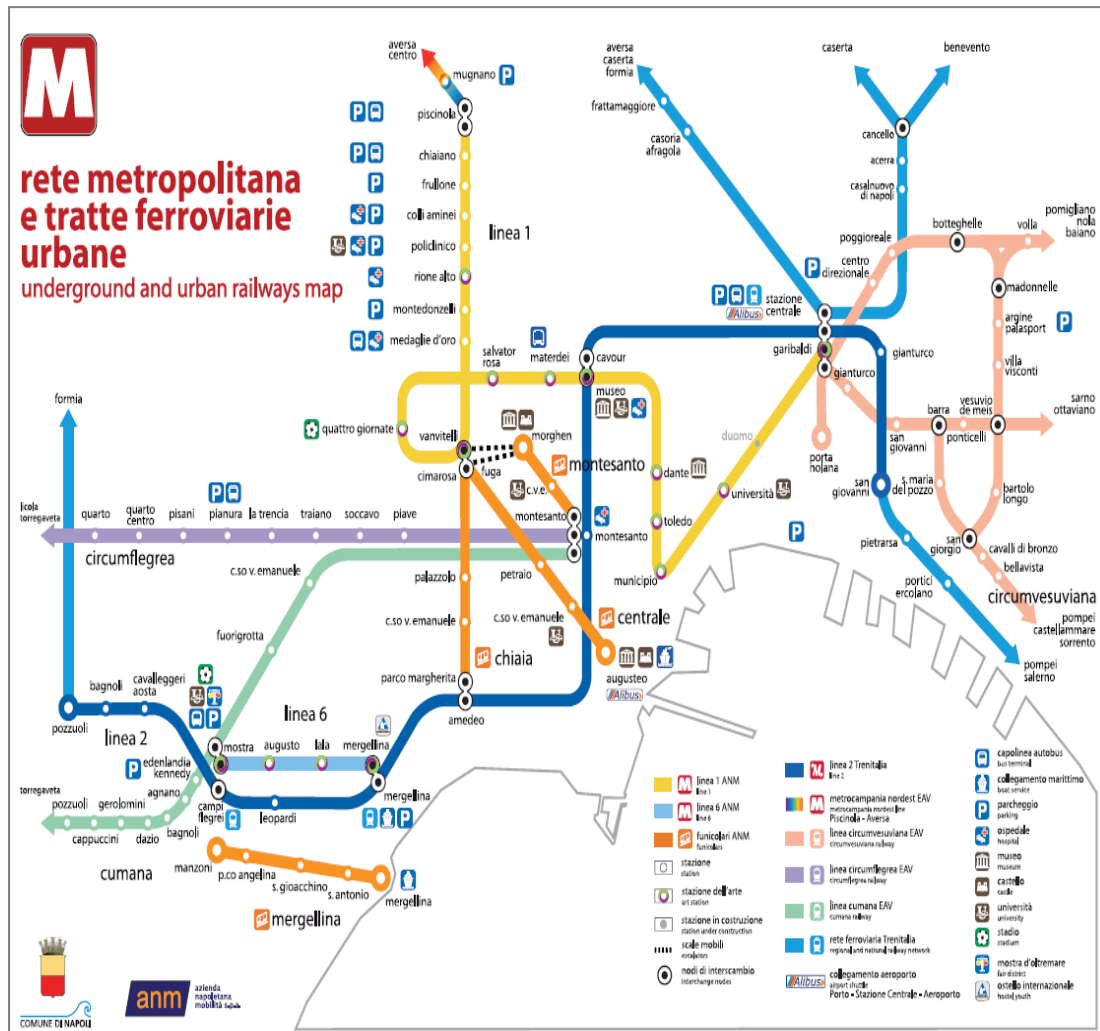 M
rete metropolitana
e tratte ferroviarie
urbane
underground and urban railways map
aversa
centro
mugnano
P
piscinola
chiaiano
frullone
colli aminei
policlinico
rione alto
montedonzelli
medaglie d'oro
linea 1
salvator
rosa
materdei
cavour
museo
quattro giornate
vanvitelli
cimarosa
fuga
morghen
montesanto
c.v.e.
montesanto
montesanto
dante
toledo
municipio
università
duomo
aversa
caserta
formia
frattamaggiore
casoria
afragola
caserta
benevento
cancello
acerra
casalnuovo
di napoli
poggioreale
centro
direzionale
botteghelle
volla
pomigliano
nola
baiano
madonnelle
argine
palasport
villa
visconti
P
stazione
centrale
Alibus
garibaldi
gianturco
gianturco
porta
nolana
san
giovanni
barra
ponticelli
vesuvio
de meis
sarno
ottaviano
san
giovanni
s. maria
del pozzo
bartolo
longo
san
giorgio
cavalli di bronzo
bellavista
circumvesuviana
pietrarsa
portici
ercolano
pompei
castellammare
sorrento
pompei
salerno
formia
licola
torregaveta
quarto
quarto
centro
pisani
pianura
la trencia
traiano
soccavo
piave
circumflegrea
c.so v. emanuele
fuorigrotta
palazzolo
c.so v. emanuele
chiaia
parco margherita
amedeo
petraio
c.so v. emanuele
centrale
augusteo
Alibus
pozzuoli
bagnoli
cavalleggeri
aosta
linea 2
linea 6
mostra
augusto
lala
mergellina
edenlandia
kennedy
agnano
campi
flegrei
leopardi
mergellina
torregaveta
pozzuoli
cappuccini
gerolomini
dazio
bagnoli
cumana
manzoni
p.co angelina
s.gioacchino
s. antonio
mergellina
mergellina
linea 1 ANM
line 1
linea 6 ANM
line 6
funicolari ANM
funiculars
stazione
station
stazione dell'arte
art station
stazione in costruzione
station under construction
scale mobili
escalators
nodi di interscambio
interchange nodes
linea 2 Trenitalia
line 2
metrocampania nordest EAV
metrocampania nordest line
Piscinola - Aversa
linea circumvesuviana EAV
circumvesuviana railway
linea circumflegrea EAV
circumflegrea railway
linea cumana EAV
cumana railway
rete ferroviaria Trenitalia
regional and national railway network
Alibus
collegamento aeroporto
airport shuttle
Porto - Stazione Centrale - Aeroporto
capolinea autobus
bus terminal
collegamento marittimo
boat service
parcheggio
parking
ospedale
hospital
museo
museum
castello
castle
università
university
stadio
stadium
mostra d'oltremare
fair district
ostello internazionale
hostel youth
COMUNE DI NAPOLI
anm
azienda
napoletana
mobilità